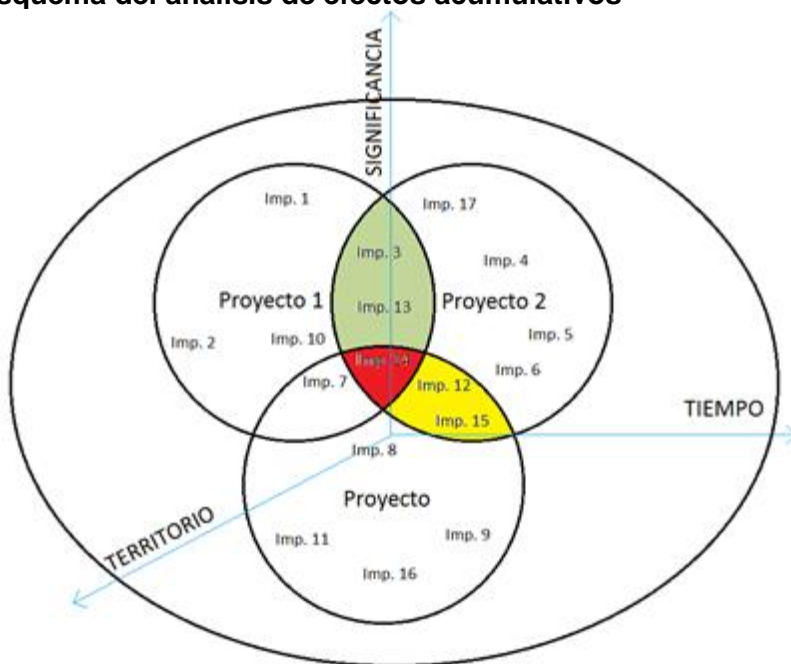 squema del análisis de efectos acumulativos
SIGNIFICANCIA
Imp. 1
Imp. 17
Imp. 3
Imp. 4
Proyecto 1
Imp. 13
Proyecto 2
Imp. 2
Imp. 10
Imp. 5
Imp. 7
Imp. 12
Imp. 6
Imp. 15
TIEMPO
Imp. 8
Proyecto
TERRITORIO
Imp. 11
Imp. 9
Imp. 16